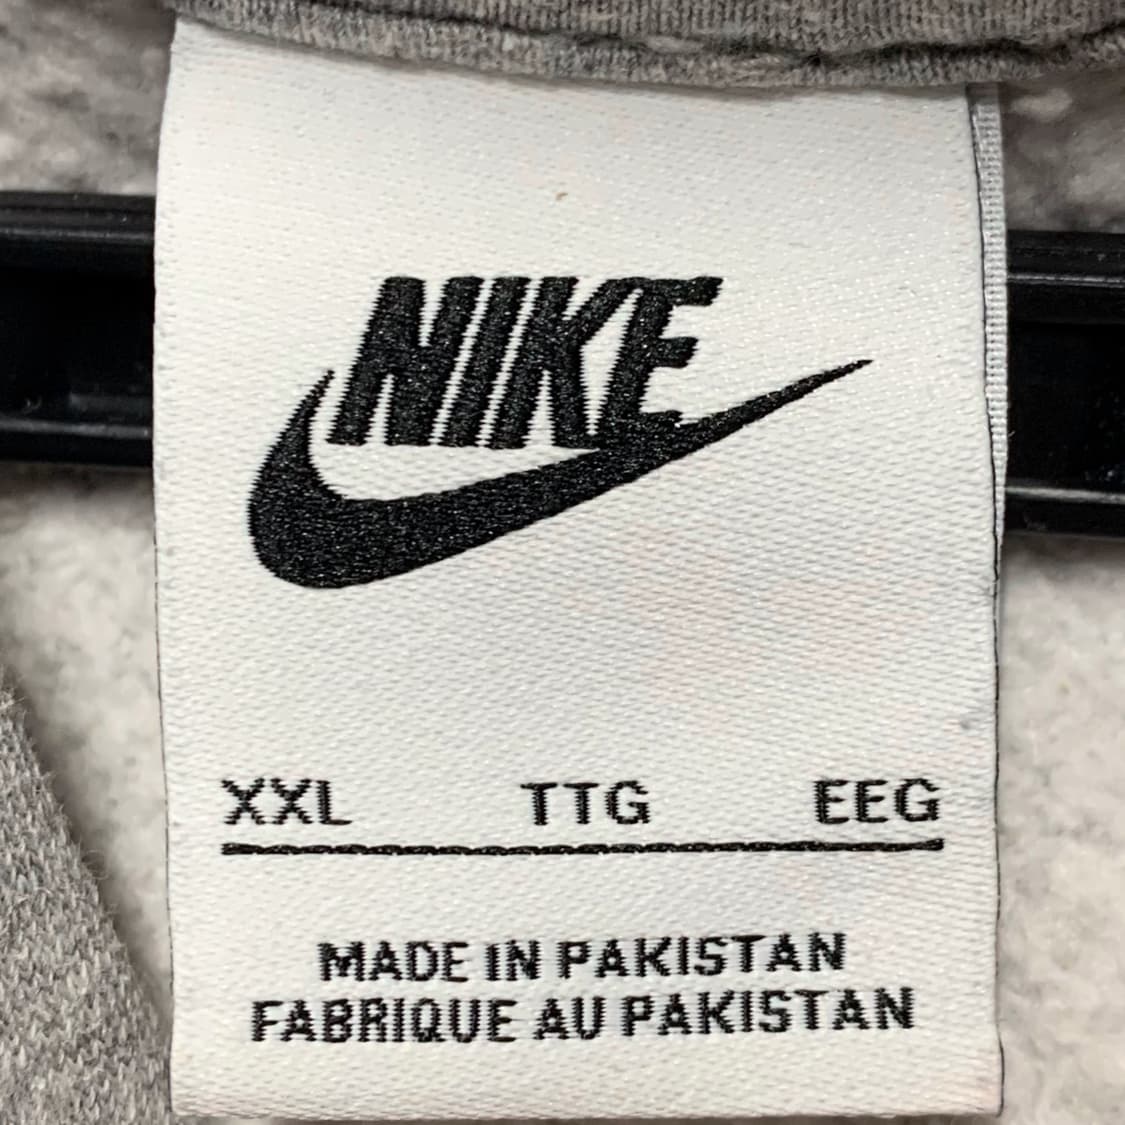 NIKE
XXL TTG EEG
MADE IN PAKISTAN
FABRIQUE AU PAKISTAN